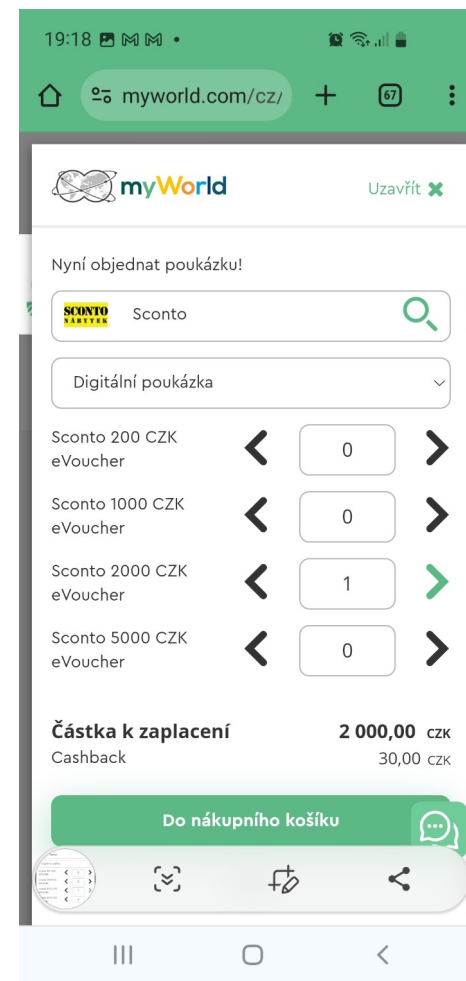 19:18
myworld.com/cz/
67
myWorld
Uzavřít
Nyní objednat poukázku!
SCONTO
NÁBYTEK
Sconto
Digitální poukázka
Sconto 200 CZK
eVoucher
0
Sconto 1000 CZK
eVoucher
0
Sconto 2000 CZK
eVoucher
1
Sconto 5000 CZK
eVoucher
0
Částka k zaplacení 2 000,00 CZK
Cashback 30,00 CZK
Do nákupního košíku